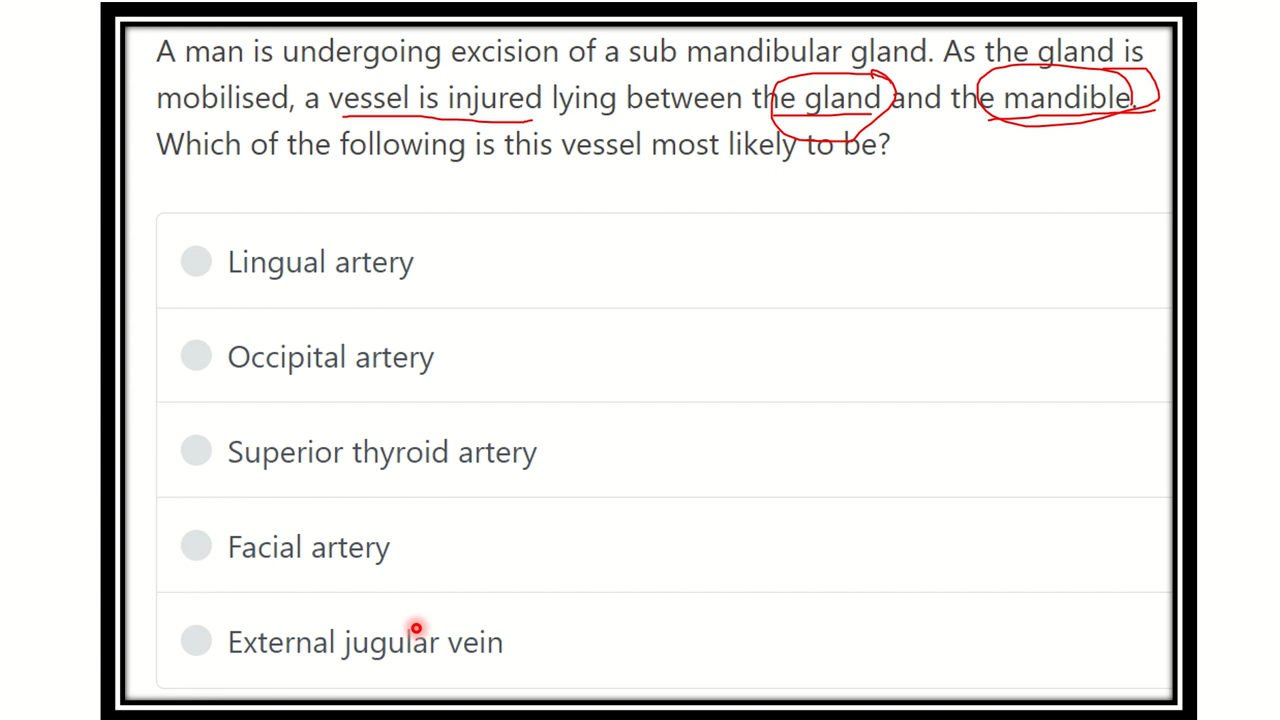 A man is undergoing excision of a sub mandibular gland. As the gland is
mobilised, a vessel is injured lying between the gland and the mandible.
Which of the following is this vessel most likely to be?
Lingual artery
Occipital artery
Superior thyroid artery
Facial artery
External jugular vein